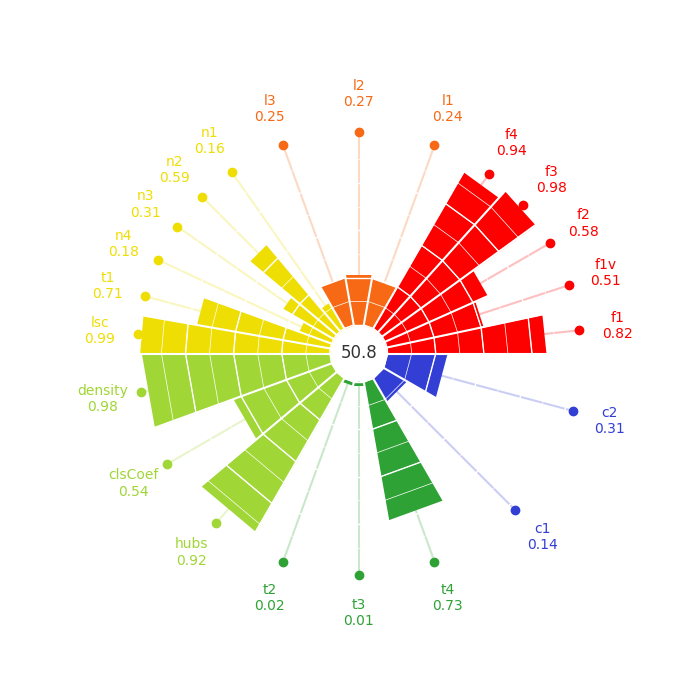 l2
0.27
l3
0.25
l1
0.24
n1
0.16
f4
0.94
n2
0.59
f3
0.98
n3
0.31
f2
0.58
n4
0.18
f1v
0.51
t1
0.71
f1
0.82
lsc
0.99
50.8
density
0.98
c2
0.31
clsCoef
0.54
c1
0.14
hubs
0.92
t2
0.02
t3
0.01
t4
0.73